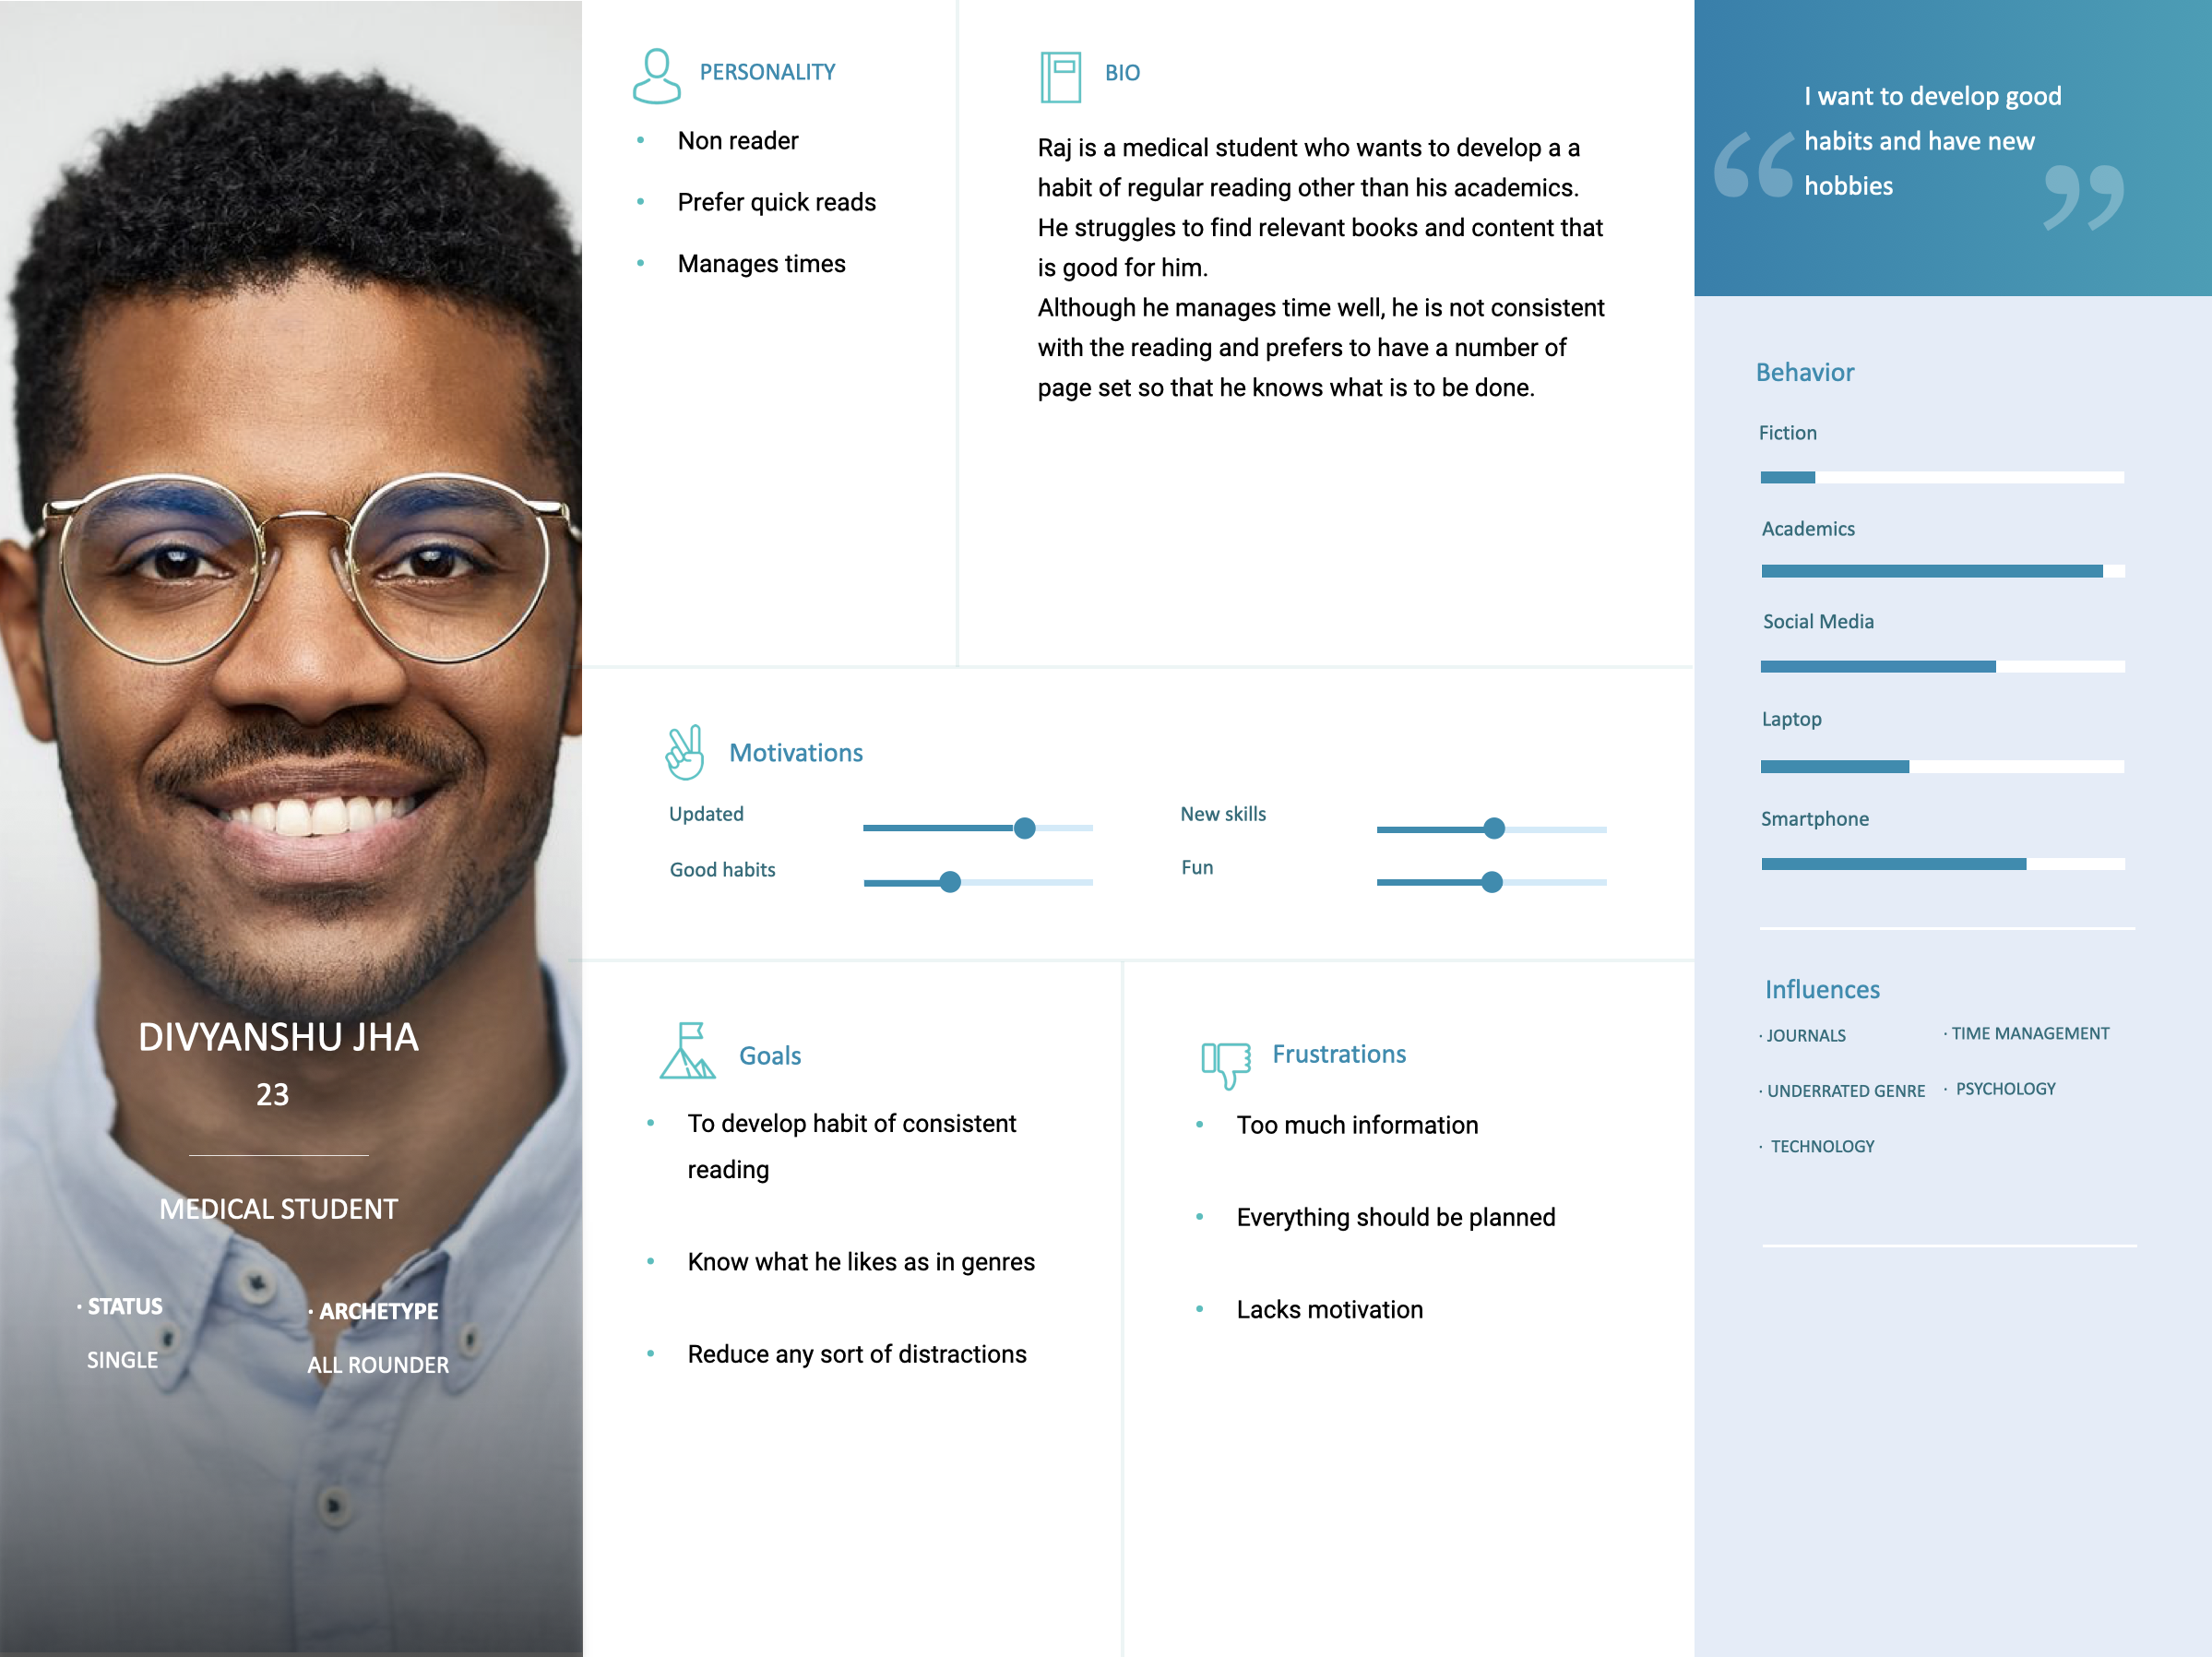 DIVYANSHU JHA
23
MEDICAL STUDENT
· STATUS
SINGLE
· ARCHETYPE
ALL ROUNDER
PERSONALITY
• Non reader
• Prefer quick reads
• Manages times
BIO
Raj is a medical student who wants to develop a a
habit of regular reading other than his academics.
He struggles to find relevant books and content that
is good for him.
Although he manages time well, he is not consistent
with the reading and prefers to have a number of
page set so that he knows what is to be done.
Motivations
Updated
Good habits
New skills
Fun
Goals
• To develop habit of consistent
reading
• Know what he likes as in genres
• Reduce any sort of distractions
Frustrations
• Too much information
• Everything should be planned
• Lacks motivation
“ I want to develop good
habits and have new
hobbies ”
Behavior
Fiction
Academics
Social Media
Laptop
Smartphone
Influences
· JOURNALS
· TIME MANAGEMENT
· UNDERRATED GENRE
· PSYCHOLOGY
· TECHNOLOGY